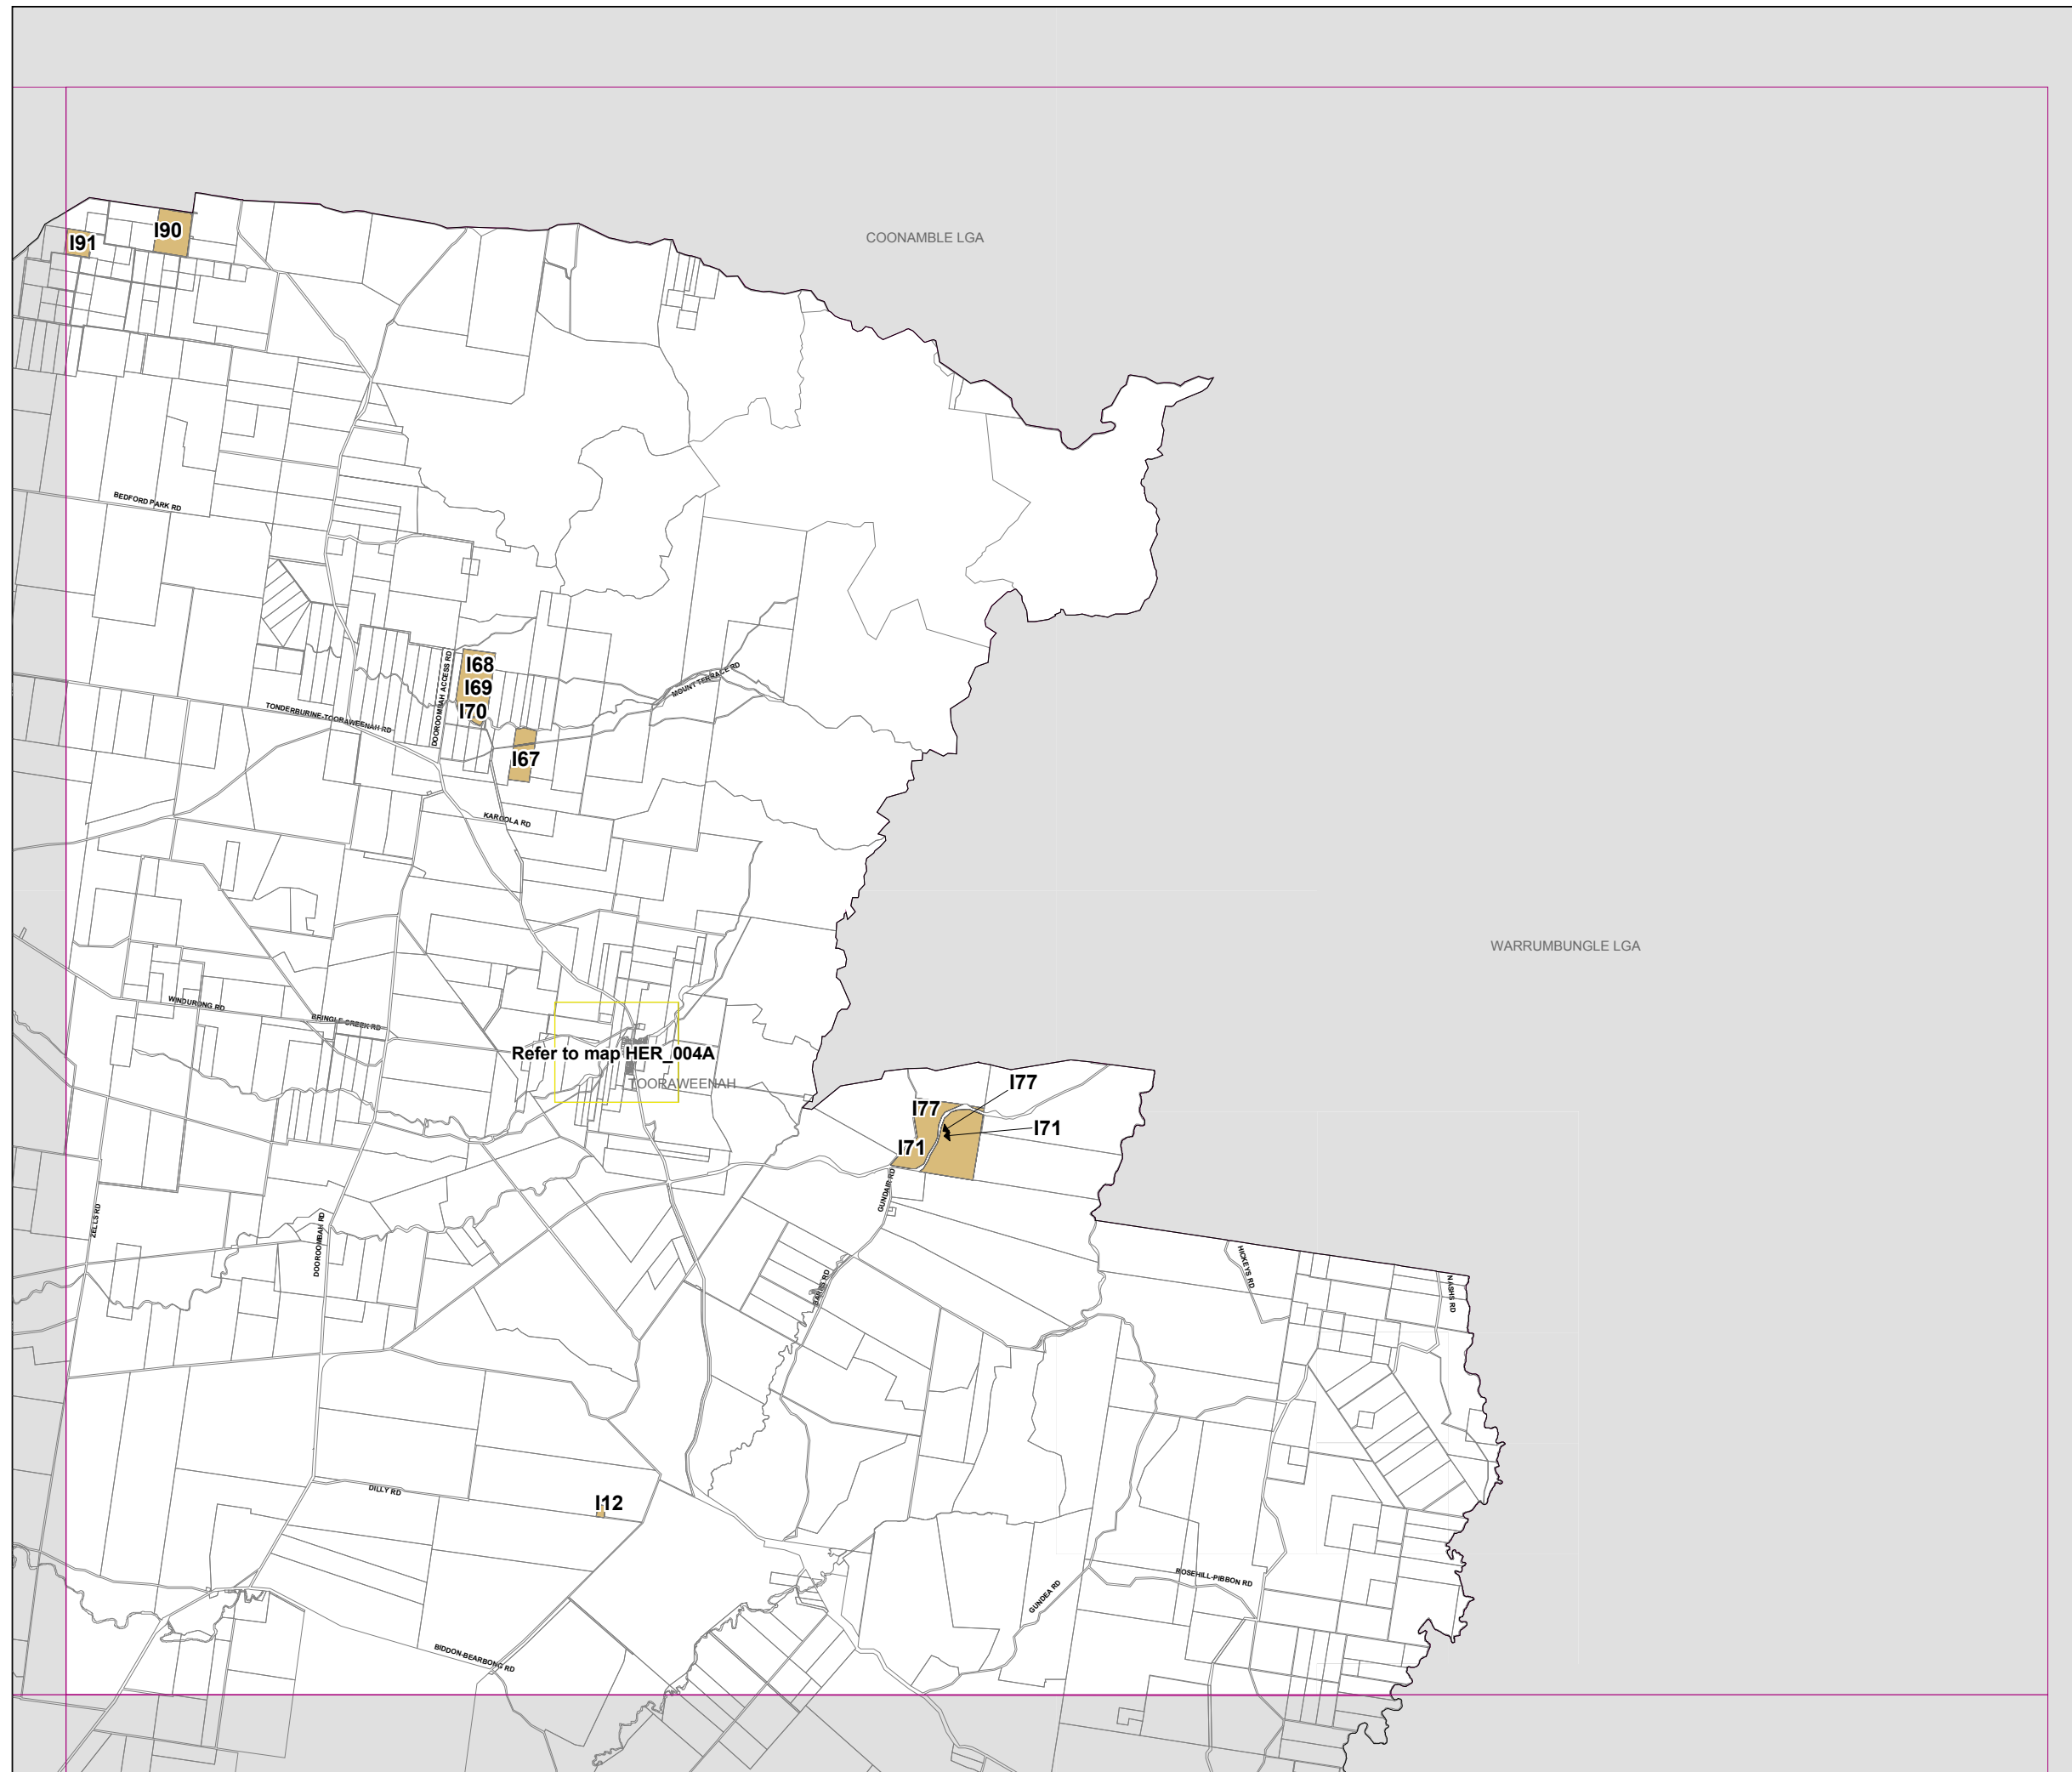 I90
COONAMBLE LGA
I91
BEDFORD PARK RD
I68
DOOROOMBAH ACCESS RD
MOUNT TERRACE RD
I69
I70
TONDERBURINE-TOORAWEENAH RD
I67
KAROOLA RD
WARRUMBUNGLE LGA
WINDURONG RD
BRINGLE CREEK RD
Refer to map HER_004A
TOORAWEENAH
I77
I77
I71
I71
GUNDAIR RD
ZELLS RD
DOOROOMBAH RD
HICKEYS RD
NASHS RD
DILLY RD
I12
ROSEHILL-PIBBON RD
GUNDEA RD
BIDDON-BEARBONG RD